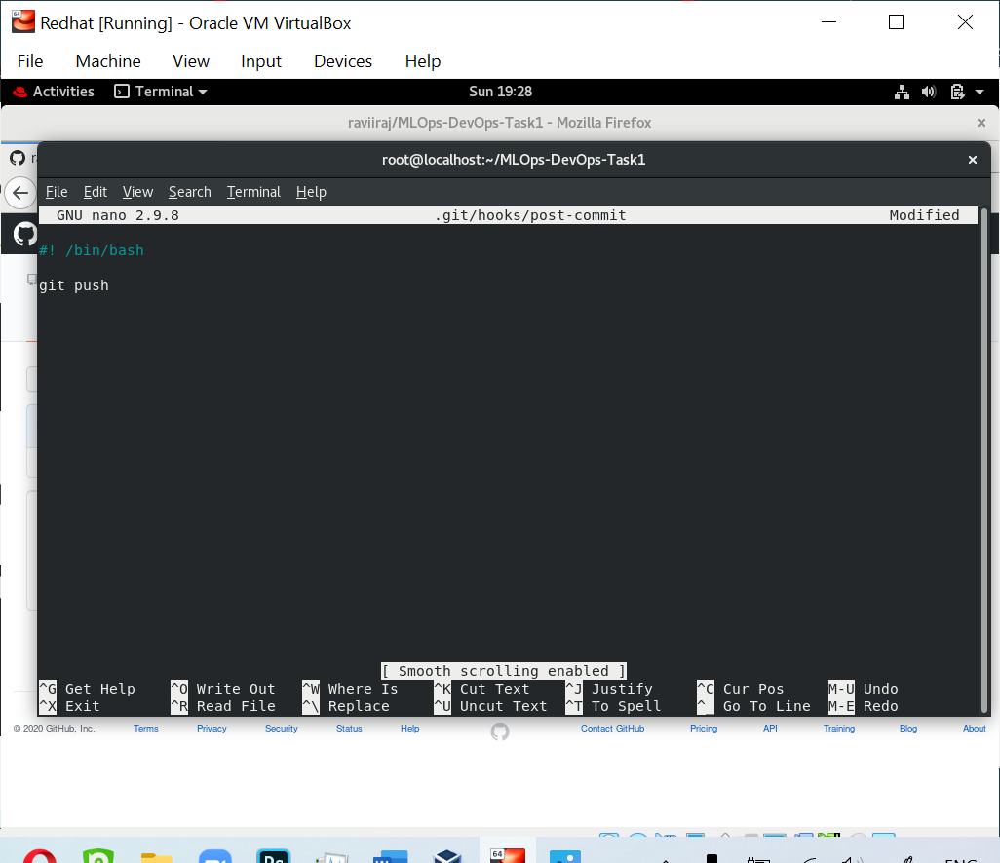 Redhat [Running] - Oracle VM VirtualBox
File Machine View Input Devices Help
Activities Terminal Sun 19:28
raviiraj/MLOps-DevOps-Task1 - Mozilla Firefox
root@localhost:~/MLOps-DevOps-Task1
File Edit View Search Terminal Help
GNU nano 2.9.8 .git/hooks/post-commit Modified
#! /bin/bash
git push
[ Smooth scrolling enabled ]
^G Get Help ^O Write Out ^W Where Is ^K Cut Text ^J Justify ^C Cur Pos M-U Undo
^X Exit ^R Read File ^\ Replace ^U Uncut Text ^T To Spell ^_ Go To Line M-E Redo
© 2020 GitHub, Inc. Terms Privacy Security Status Help Contact GitHub Pricing API Training Blog About
64